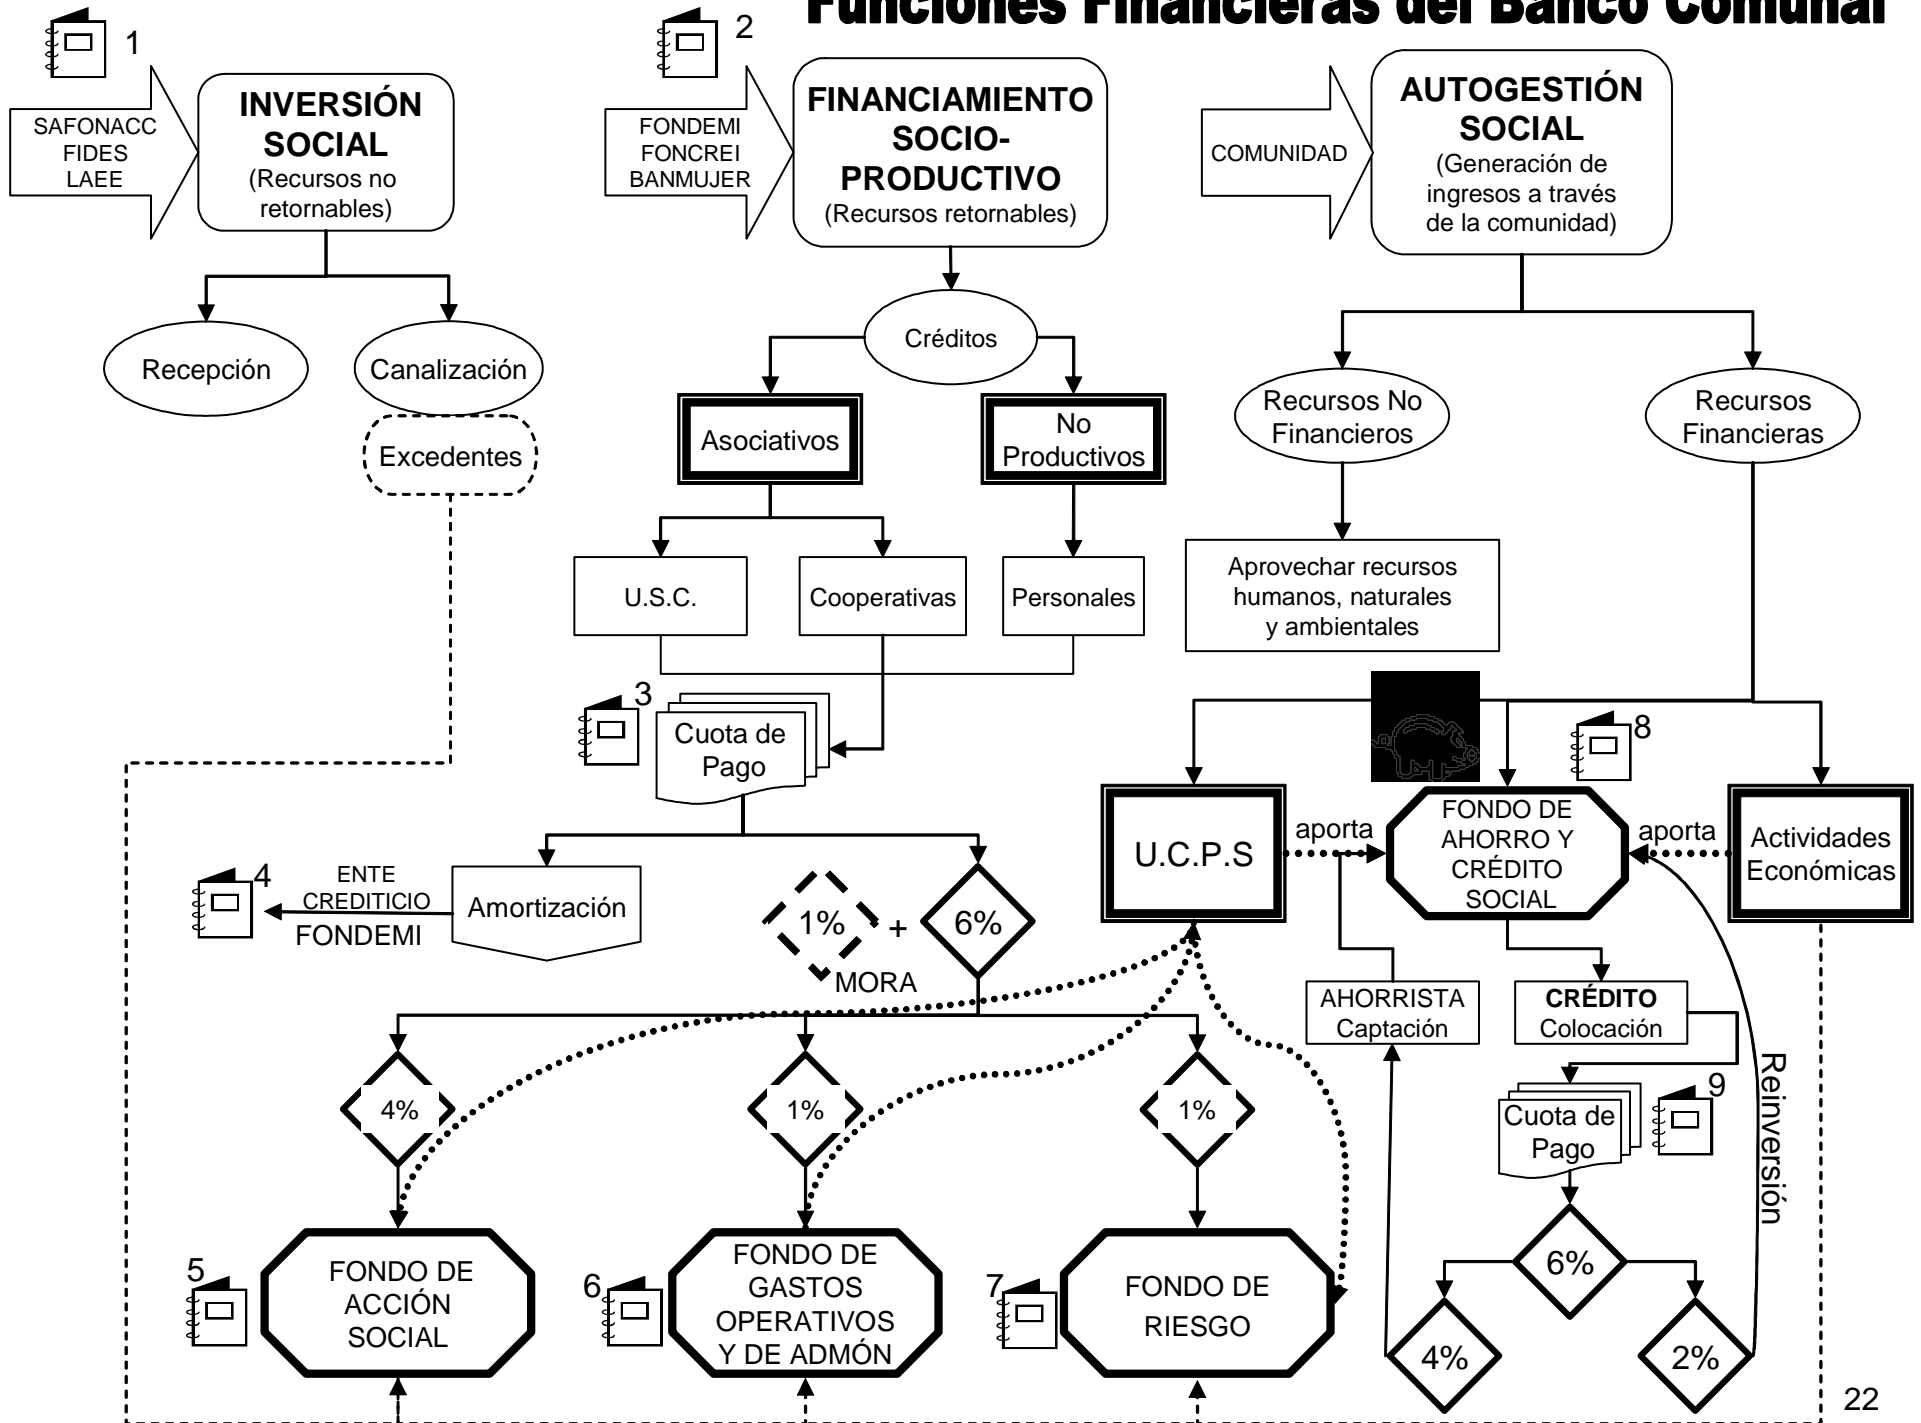 Funciones Financieras del Banco Comunal
1
SAFONACC
FIDES
LAEE
INVERSIÓN
SOCIAL
(Recursos no
retornables)
Recepción
Canalización
Excedentes
2
FONDEMI
FONCREI
BANMUJER
FINANCIAMIENTO
SOCIO-
PRODUCTIVO
(Recursos retornables)
Créditos
Asociativos
No
Productivos
U.S.C.
Cooperativas
Personales
3
Cuota de
Pago
4
ENTE
CREDITICIO
FONDEMI
Amortización
1%
+
6%
MORA
4%
1%
1%
5
FONDO DE
ACCIÓN
SOCIAL
6
FONDO DE
GASTOS
OPERATIVOS
Y DE ADMÓN
7
FONDO DE
RIESGO
COMUNIDAD
AUTOGESTIÓN
SOCIAL
(Generación de
ingresos a través
de la comunidad)
Recursos No
Financieros
Recursos
Financieras
Aprovechar recursos
humanos, naturales
y ambientales
8
U.C.P.S
aporta
FONDO DE
AHORRO Y
CRÉDITO
SOCIAL
aporta
Actividades
Económicas
AHORRISTA
Captación
CRÉDITO
Colocación
9
Cuota de
Pago
Reinversión
6%
4%
2%
22